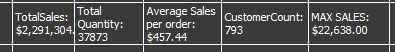 TotalSales:
$2,291,304.
Total
Quantity:
37873
Average Sales
per order:
$457.44
CustomerCount:
793
MAX SALES:
$22,638.00